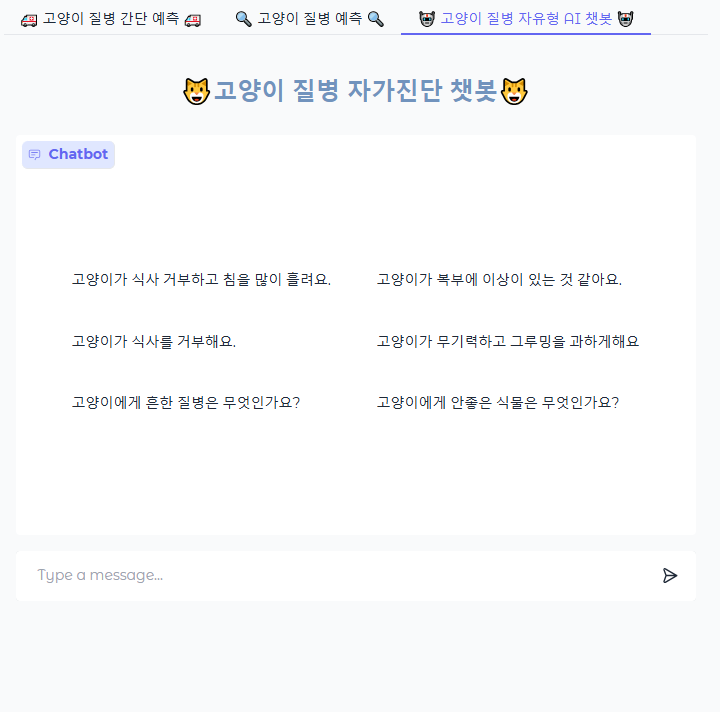 고양이 질병 간단 예측 고양이 질병 예측 고양이 질병 자유형 AI 챗봇
고양이 질병 자가진단 챗봇
Chatbot
고양이가 식사 거부하고 침을 많이 흘려요. 고양이가 복부에 이상이 있는 것 같아요.
고양이가 식사를 거부해요. 고양이가 무기력하고 그루밍을 과하게해요
고양이에게 흔한 질병은 무엇인가요? 고양이에게 안좋은 식물은 무엇인가요?
Type a message...